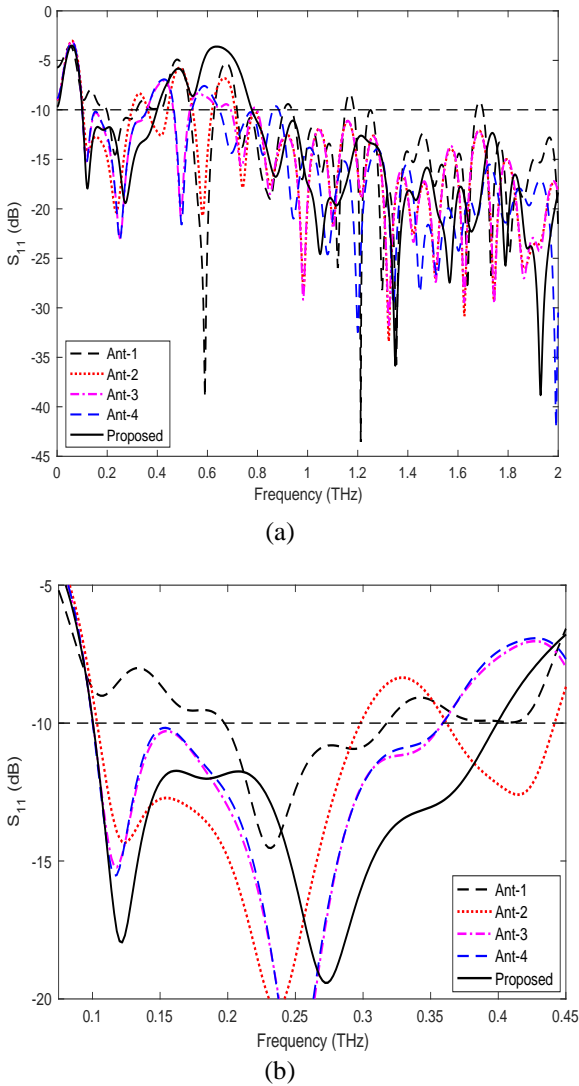 -5
-10
-15
-20
-25
-30
-35
-40
-45
S11 (dB)
Ant-1
Ant-2
Ant-3
Ant-4
Proposed
0 0.2 0.4 0.6 0.8 1 1.2 1.4 1.6 1.8 2
Frequency (THz)
(a)
-5
-10
-15
-20
S11 (dB)
Ant-1
Ant-2
Ant-3
Ant-4
Proposed
0.1 0.15 0.2 0.25 0.3 0.35 0.4 0.45
Frequency (THz)
(b)